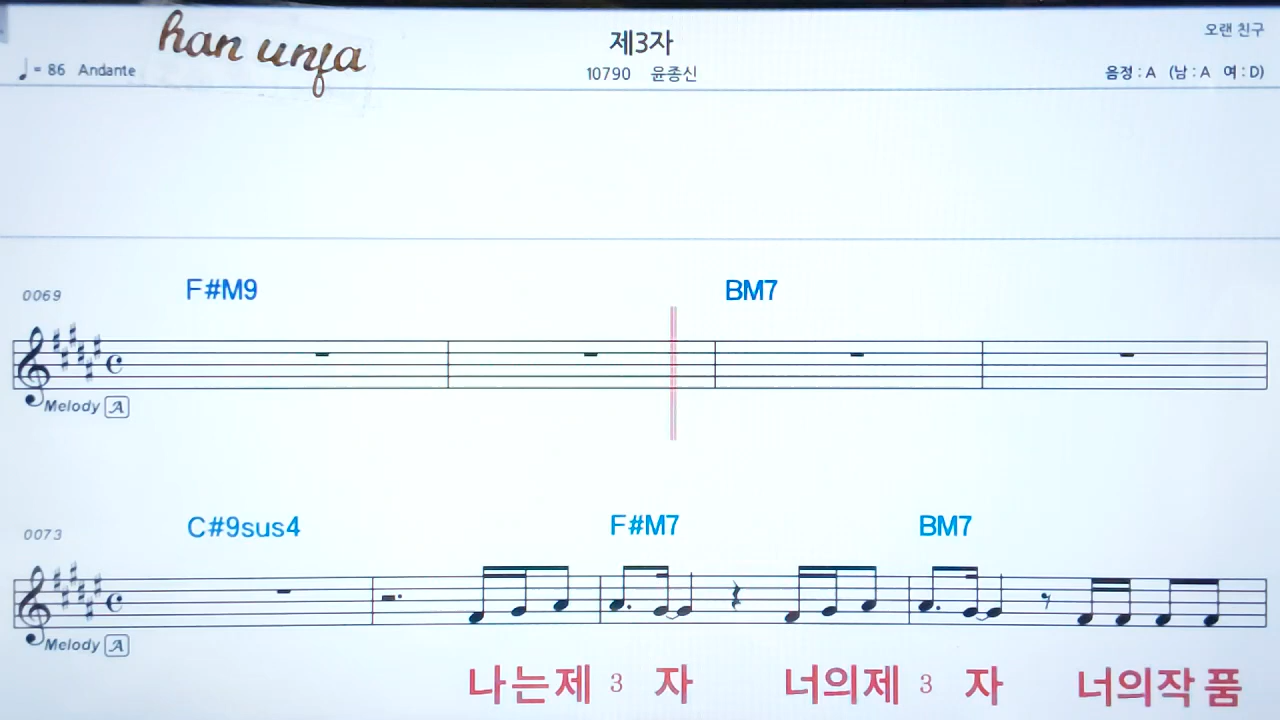 han unja
제3자
오랜 친구
♩ = 86 Andante
10790 윤종신
음정 : A (남 : A 여 : D)
F#M9 BM7
0069
Melody A
C#9sus4 F#M7 BM7
0073
Melody A
나는제 3 자 너의제 3 자 너의작품